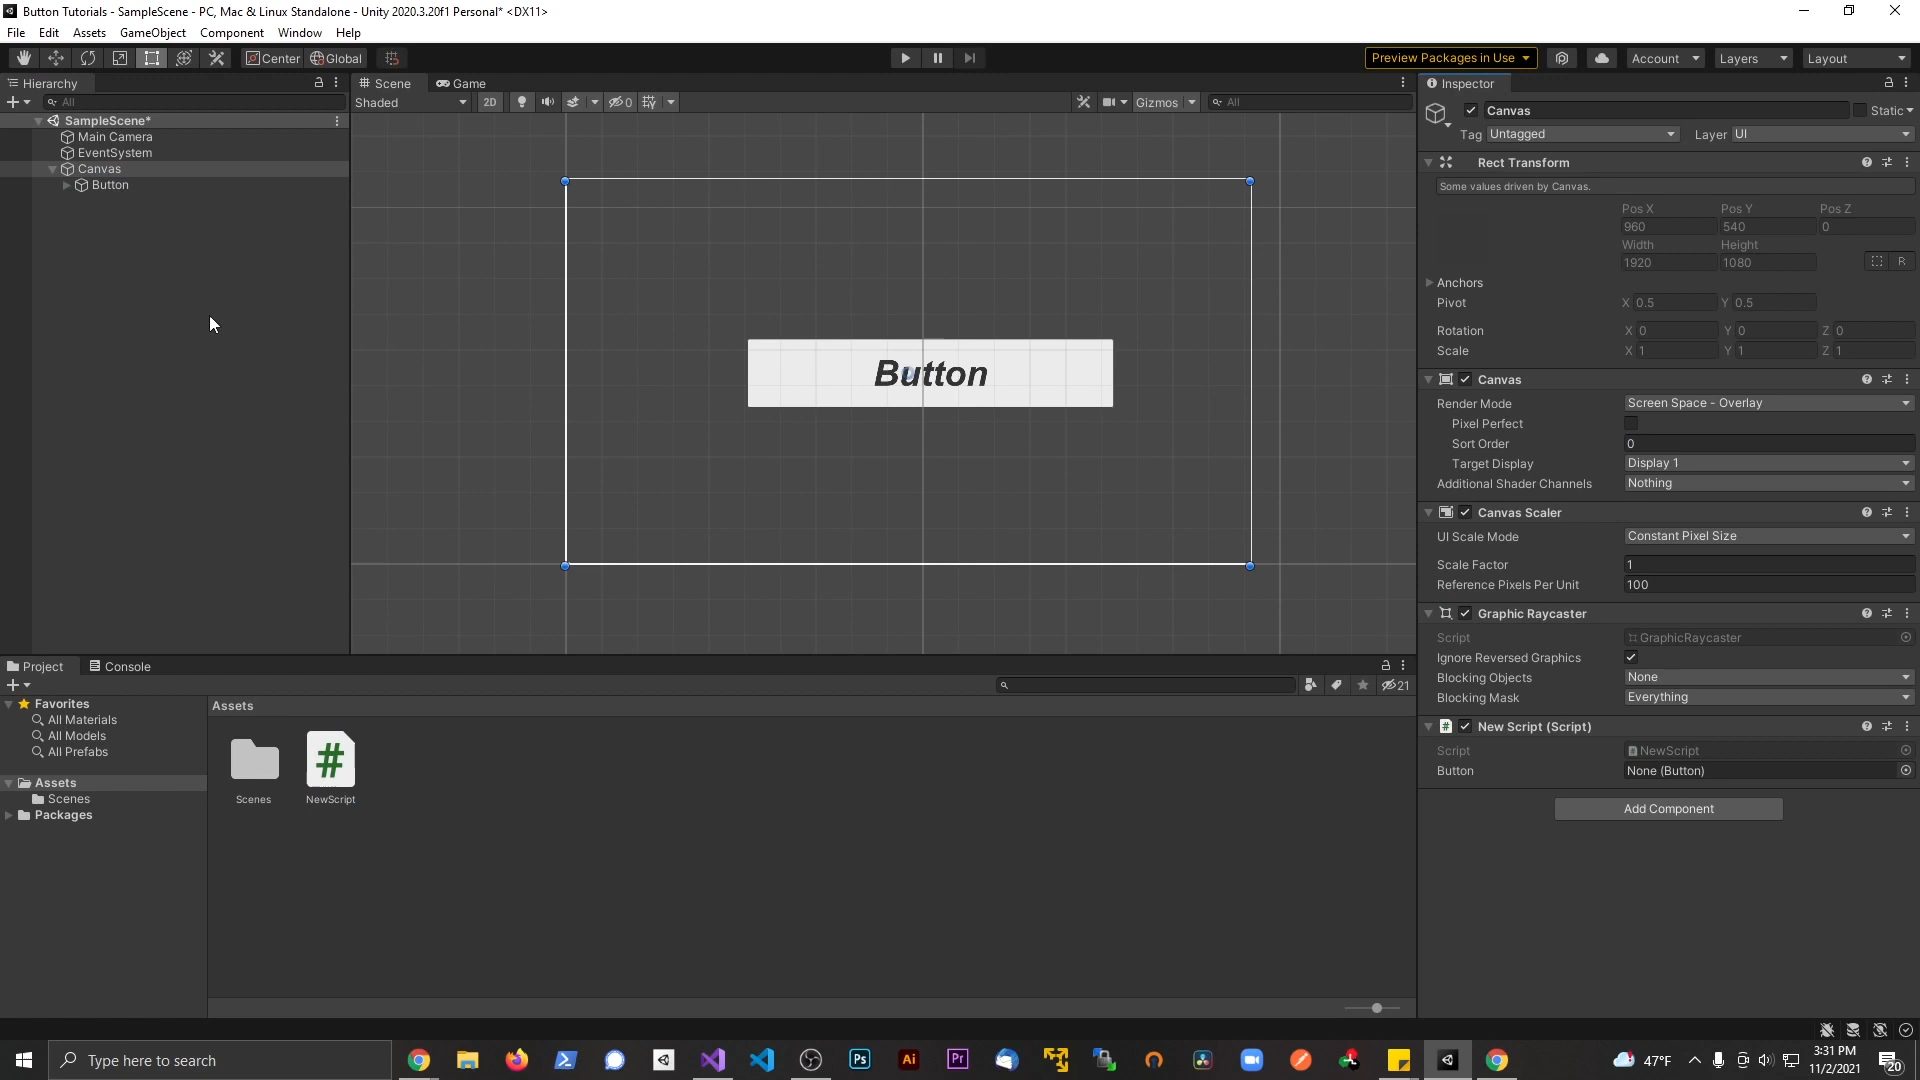 Button Tutorials - SampleScene - PC, Mac & Linux Standalone - Unity 2020.3.20f1 Personal* <DX11>
File Edit Assets GameObject Component Window Help
Center Global
Preview Packages in Use
Account
Layers
Layout
Hierarchy
All
SampleScene*
Main Camera
EventSystem
Canvas
Button
Scene
Game
Shaded
2D
0
Gizmos
All
Button
Inspector
Canvas
Static
Tag Untagged
Layer UI
Rect Transform
Some values driven by Canvas.
Pos X Pos Y Pos Z
960 540 0
Width Height
1920 1080
R
Anchors
Pivot X 0.5 Y 0.5
Rotation X 0 Y 0 Z 0
Scale X 1 Y 1 Z 1
Canvas
Render Mode Screen Space - Overlay
Pixel Perfect
Sort Order 0
Target Display Display 1
Additional Shader Channels Nothing
Canvas Scaler
UI Scale Mode Constant Pixel Size
Scale Factor 1
Reference Pixels Per Unit 100
Graphic Raycaster
Script GraphicRaycaster
Ignore Reversed Graphics
Blocking Objects None
Blocking Mask Everything
# New Script (Script)
Script NewScript
Button None (Button)
Add Component
Project
Console
21
Favorites
All Materials
All Models
All Prefabs
Assets
Scenes
Packages
Assets
#
Scenes
NewScript
Type here to search
Ps
Ai
Pr
47°F
3:31 PM
11/2/2021
20